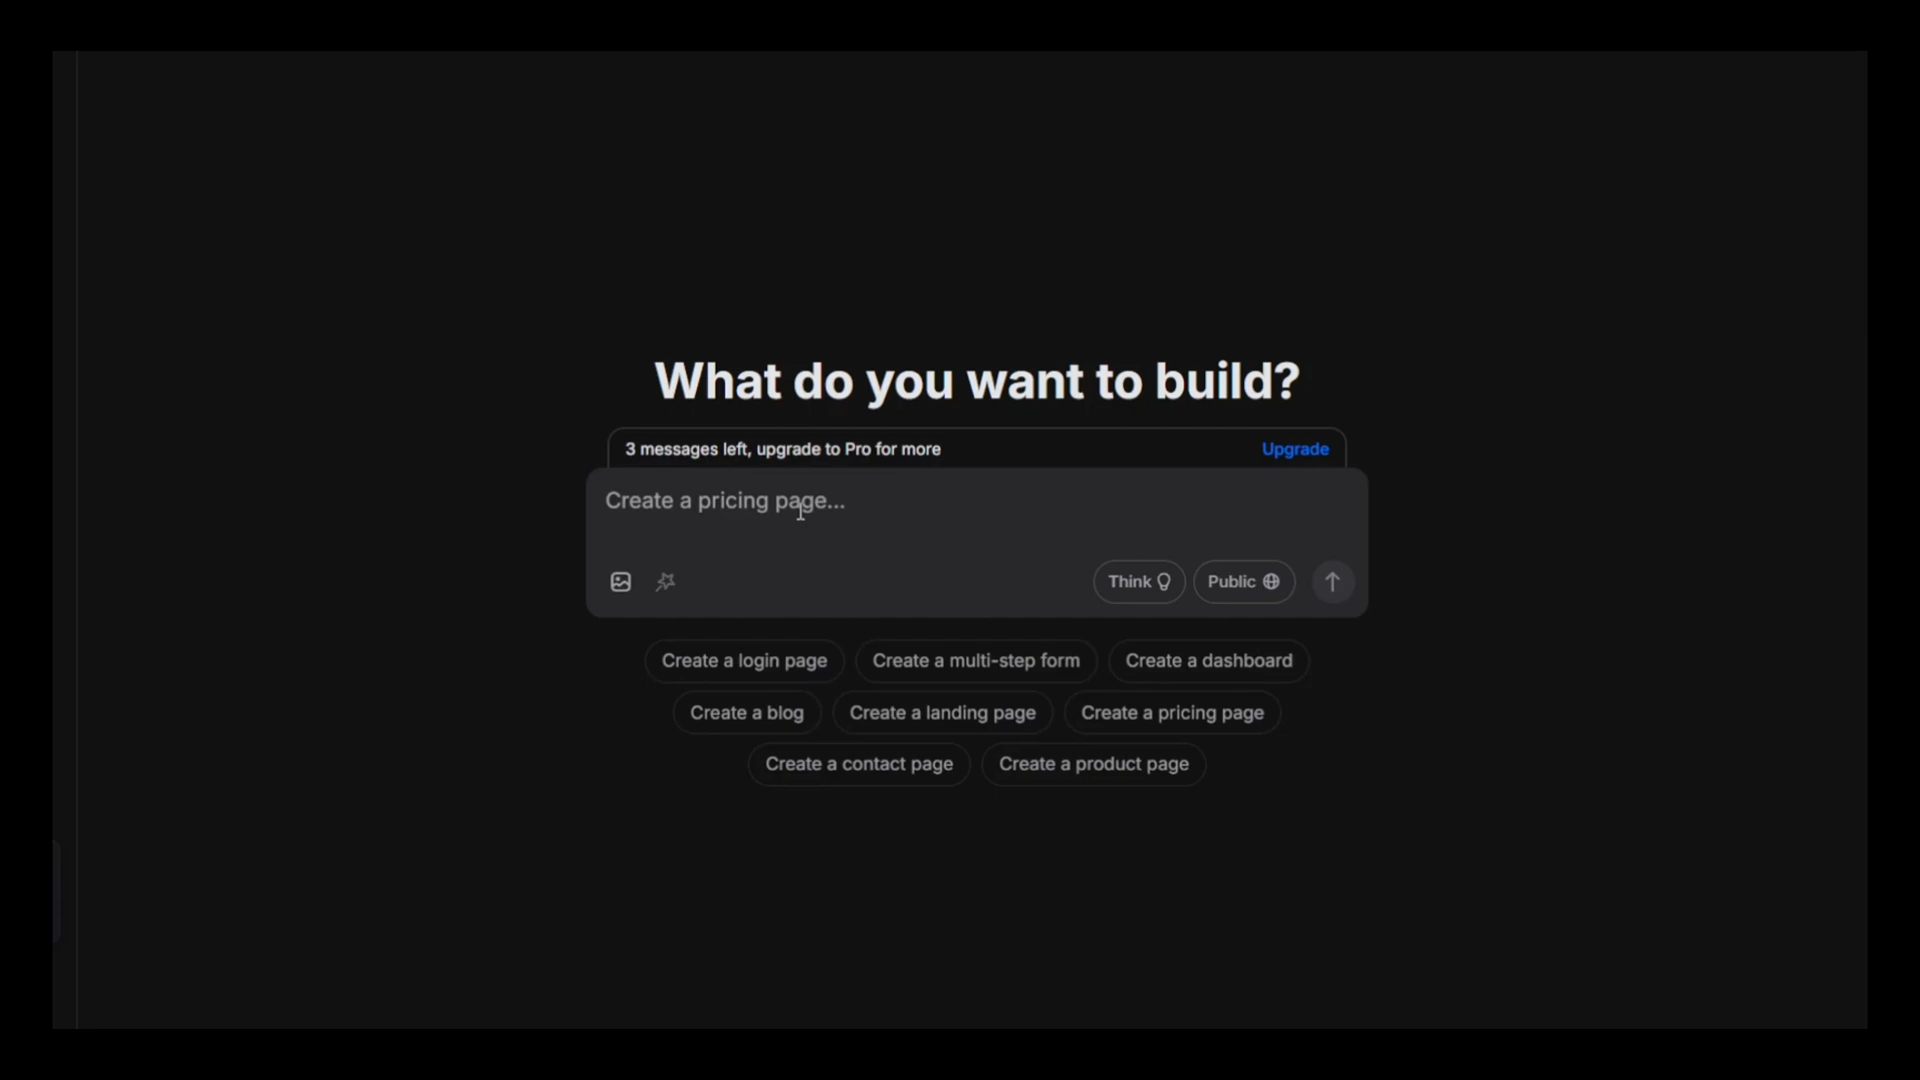 What do you want to build?
3 messages left, upgrade to Pro for more Upgrade
Create a pricing page...
Think Public
Create a login page Create a multi-step form Create a dashboard
Create a blog Create a landing page Create a pricing page
Create a contact page Create a product page